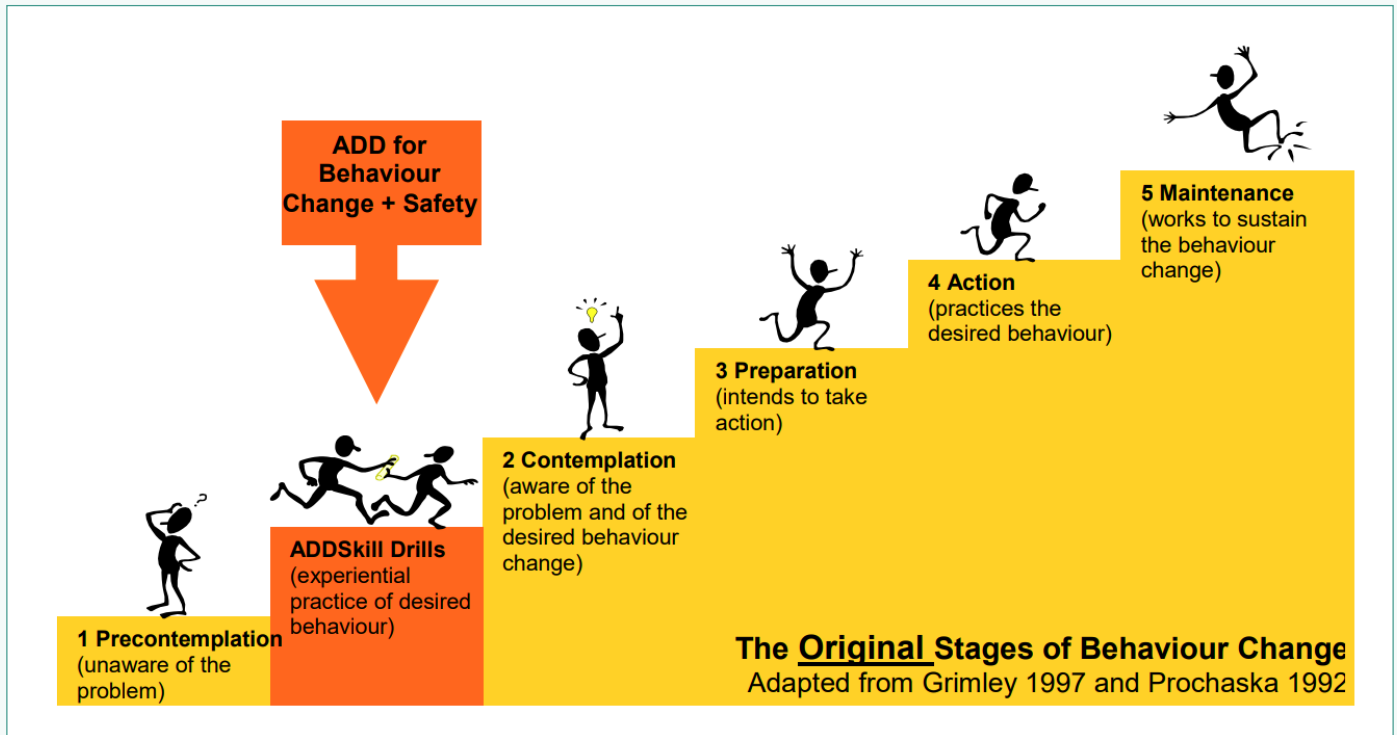 ADD for
Behaviour
Change + Safety
1 Precontemplation
(unaware of the
problem)
ADDSkill Drills
(experiential
practice of desired
behaviour)
2 Contemplation
(aware of the
problem and of the
desired behaviour
change)
3 Preparation
(intends to take
action)
4 Action
(practices the
desired behaviour)
5 Maintenance
(works to sustain
the behaviour
change)
The Original Stages of Behaviour Change
Adapted from Grimley 1997 and Prochaska 1992
?